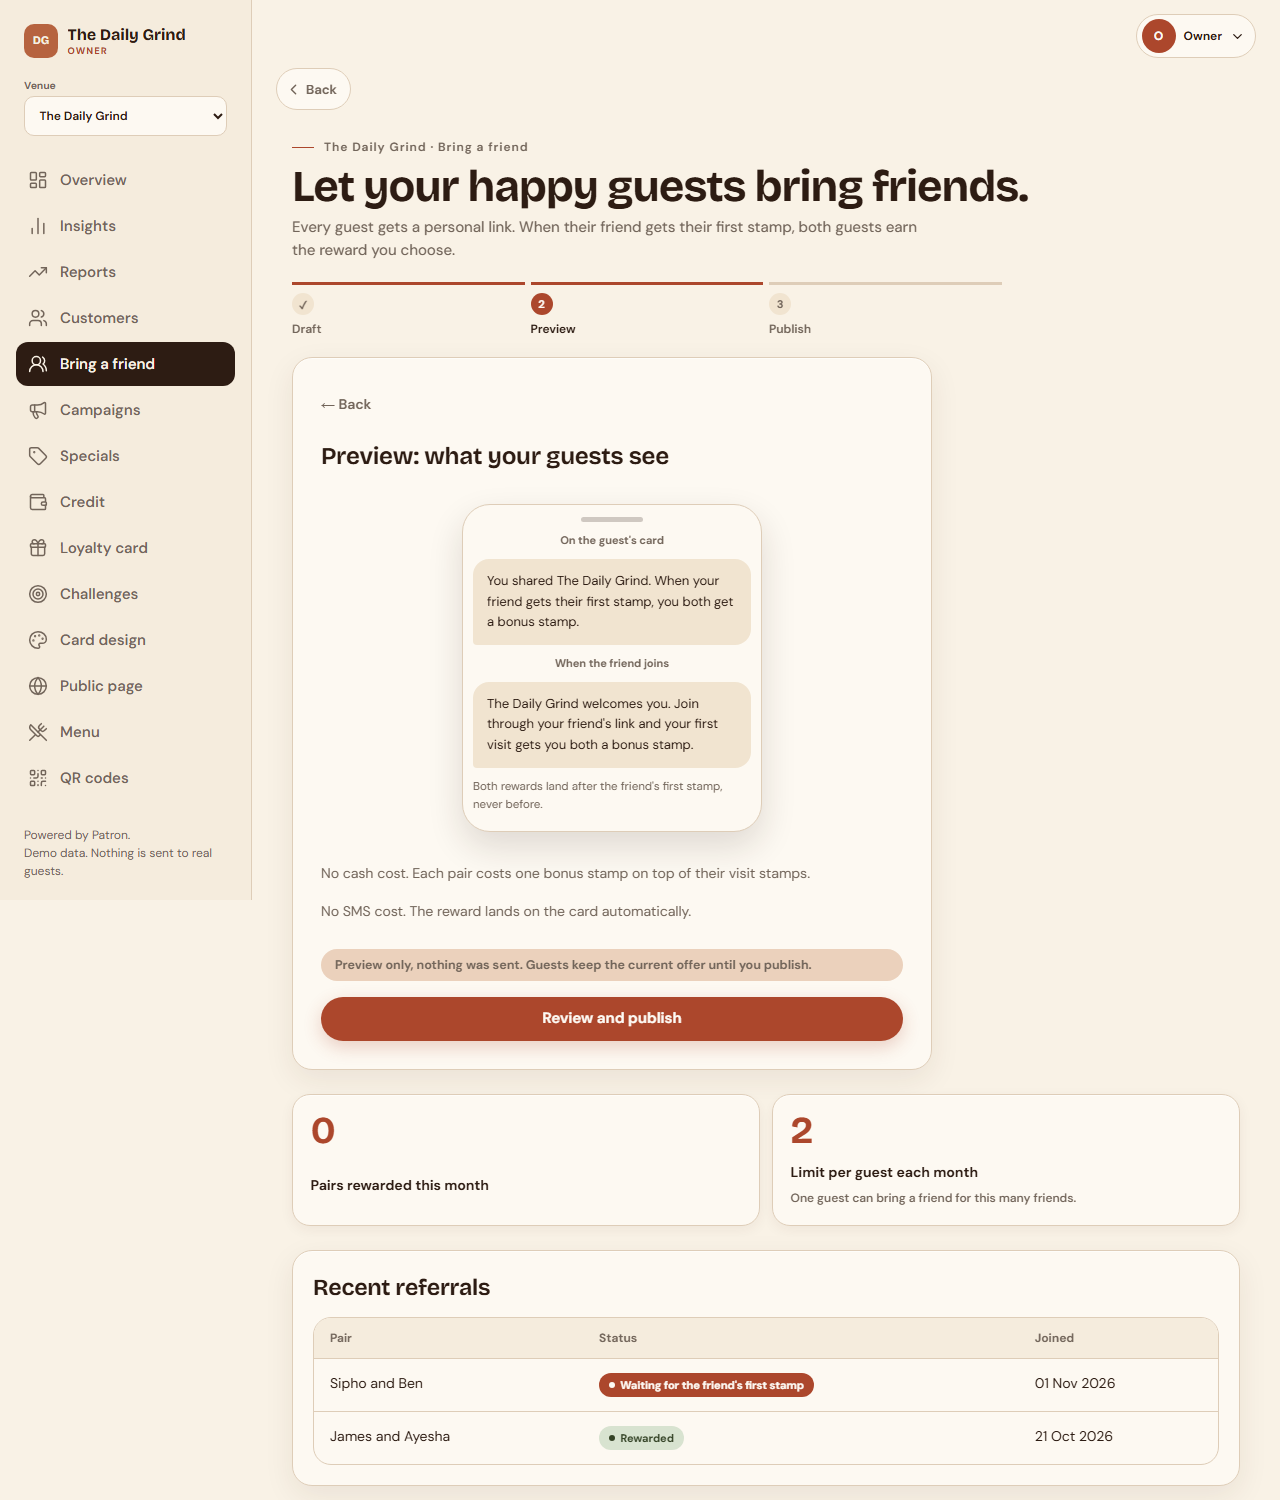 DG
The Daily Grind
OWNER
Venue
The Daily Grind
Overview
Insights
Reports
Customers
Bring a friend
Campaigns
Specials
Credit
Loyalty card
Challenges
Card design
Public page
Menu
QR codes
Powered by Patron.
Demo data. Nothing is sent to real
guests.
O
Owner
Back
The Daily Grind · Bring a friend
Let your happy guests bring friends.
Every guest gets a personal link. When their friend gets their first stamp, both guests earn
the reward you choose.
✓
Draft
2
Preview
3
Publish
← Back
Preview: what your guests see
On the guest's card
You shared The Daily Grind. When your
friend gets their first stamp, you both get
a bonus stamp.
When the friend joins
The Daily Grind welcomes you. Join
through your friend's link and your first
visit gets you both a bonus stamp.
Both rewards land after the friend's first stamp,
never before.
No cash cost. Each pair costs one bonus stamp on top of their visit stamps.
No SMS cost. The reward lands on the card automatically.
Preview only, nothing was sent. Guests keep the current offer until you publish.
Review and publish
0
Pairs rewarded this month
2
Limit per guest each month
One guest can bring a friend for this many friends.
Recent referrals
Pair Status Joined
Sipho and Ben Waiting for the friend's first stamp 01 Nov 2026
James and Ayesha Rewarded 21 Oct 2026